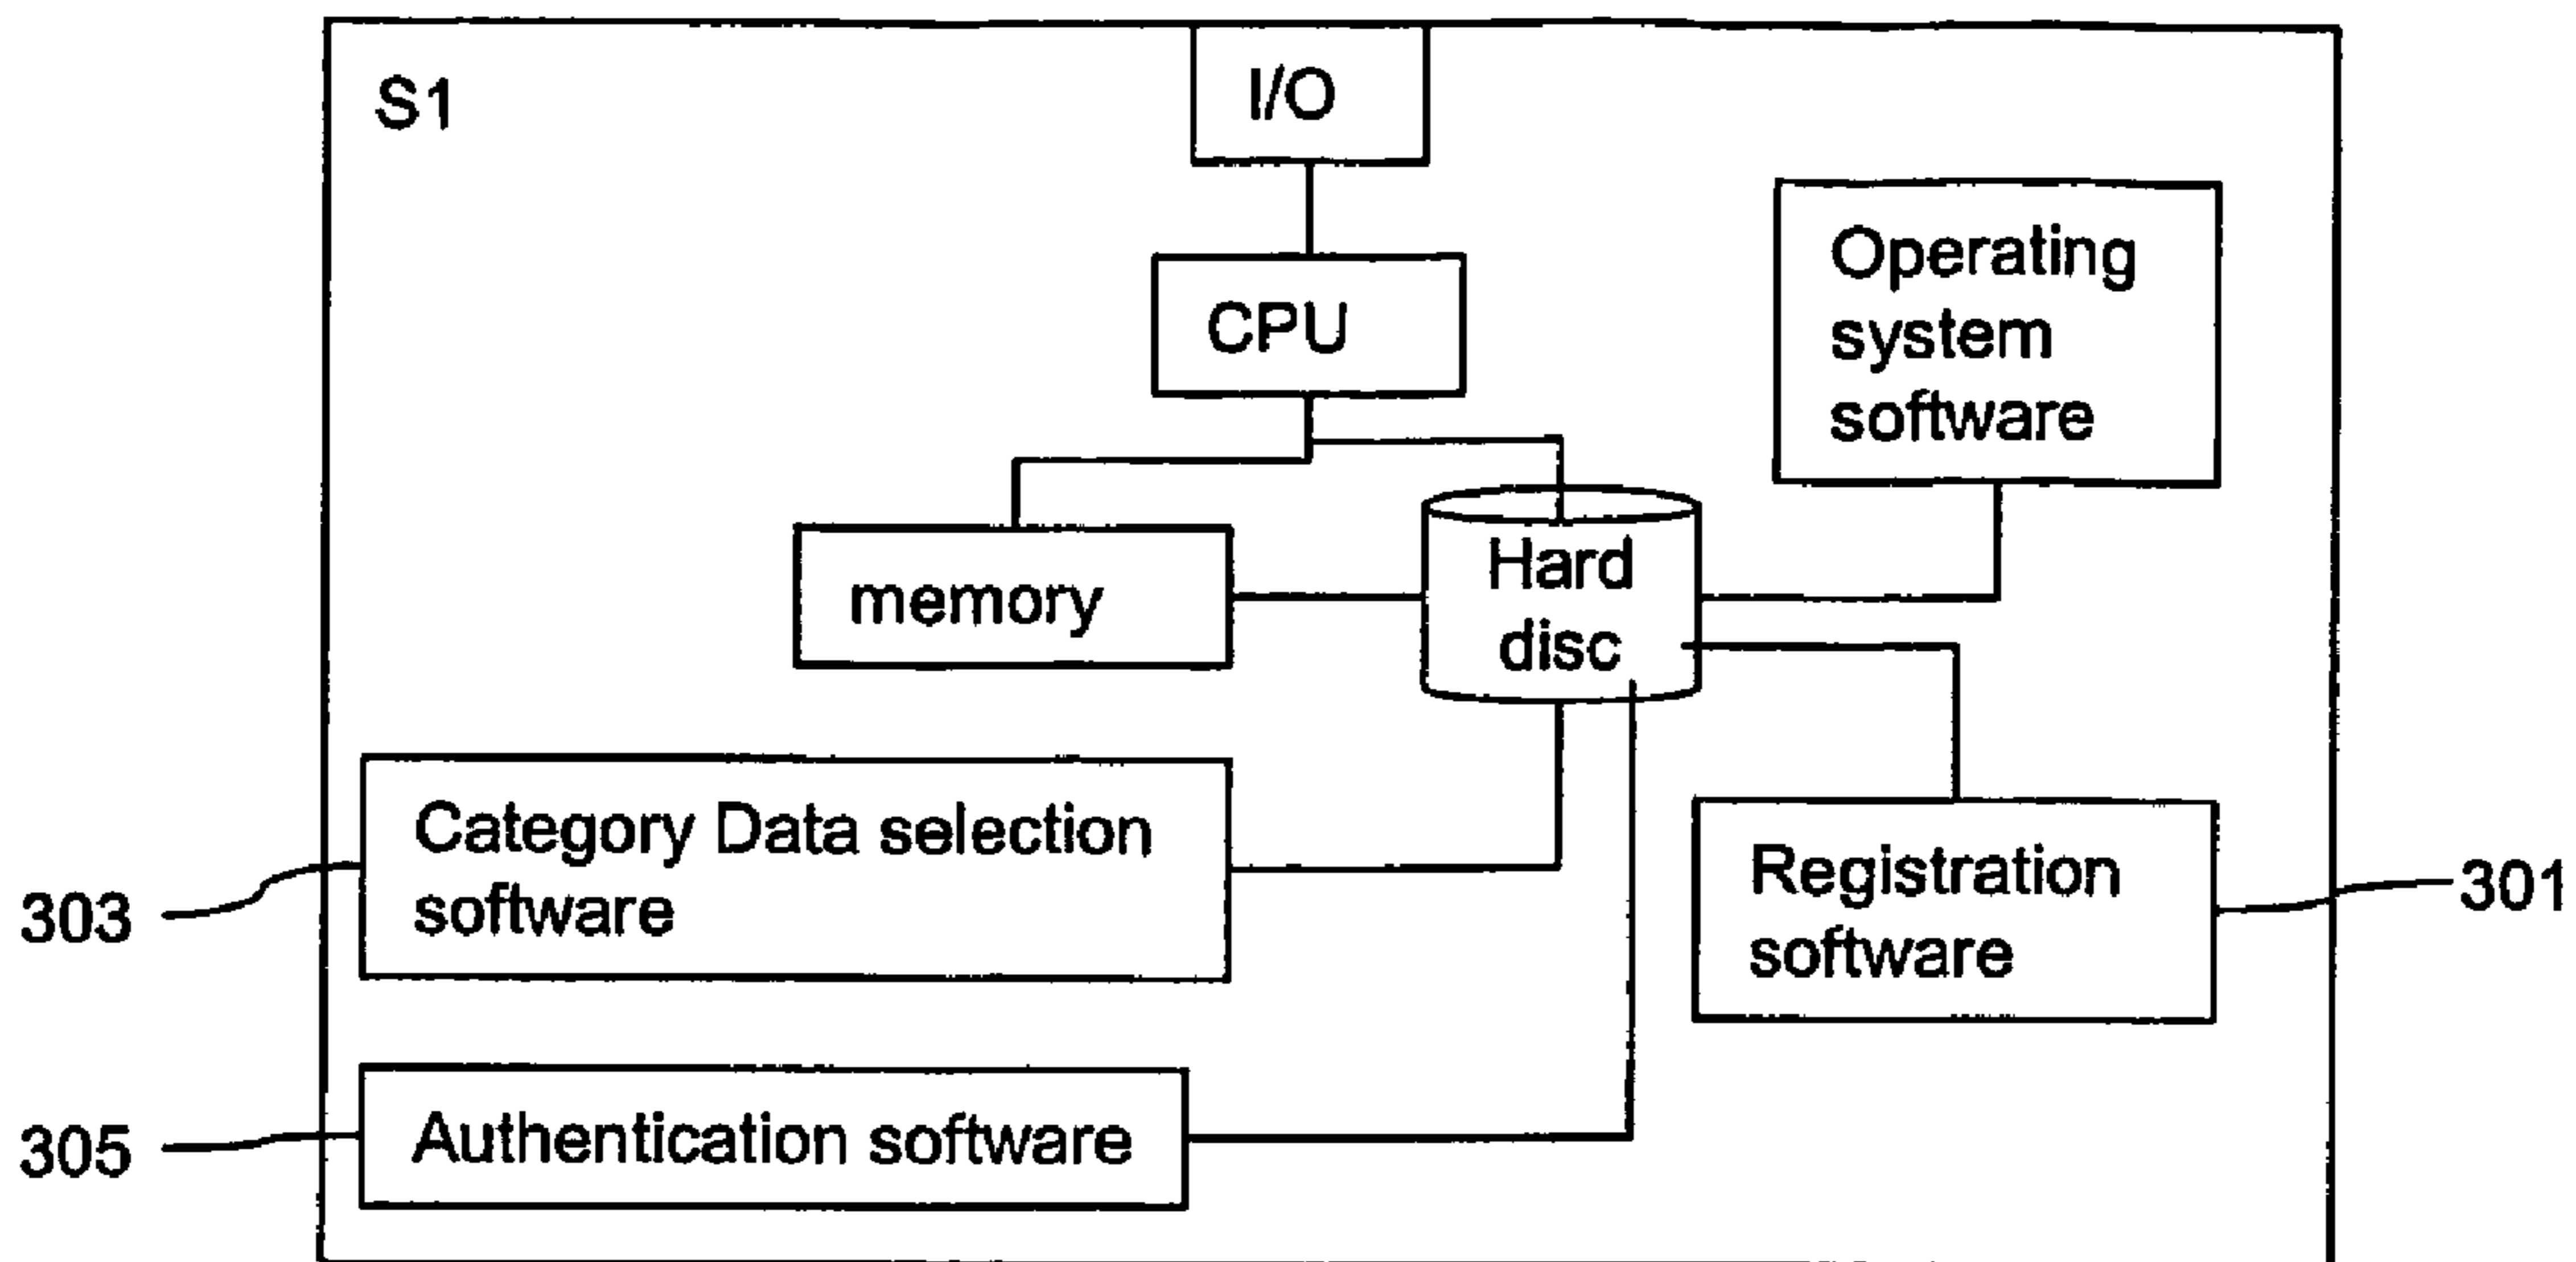 S1
I/O
CPU
Operating
system
software
memory
Hard
disc
Category Data selection
software
303
Registration
software
301
Authentication software
305